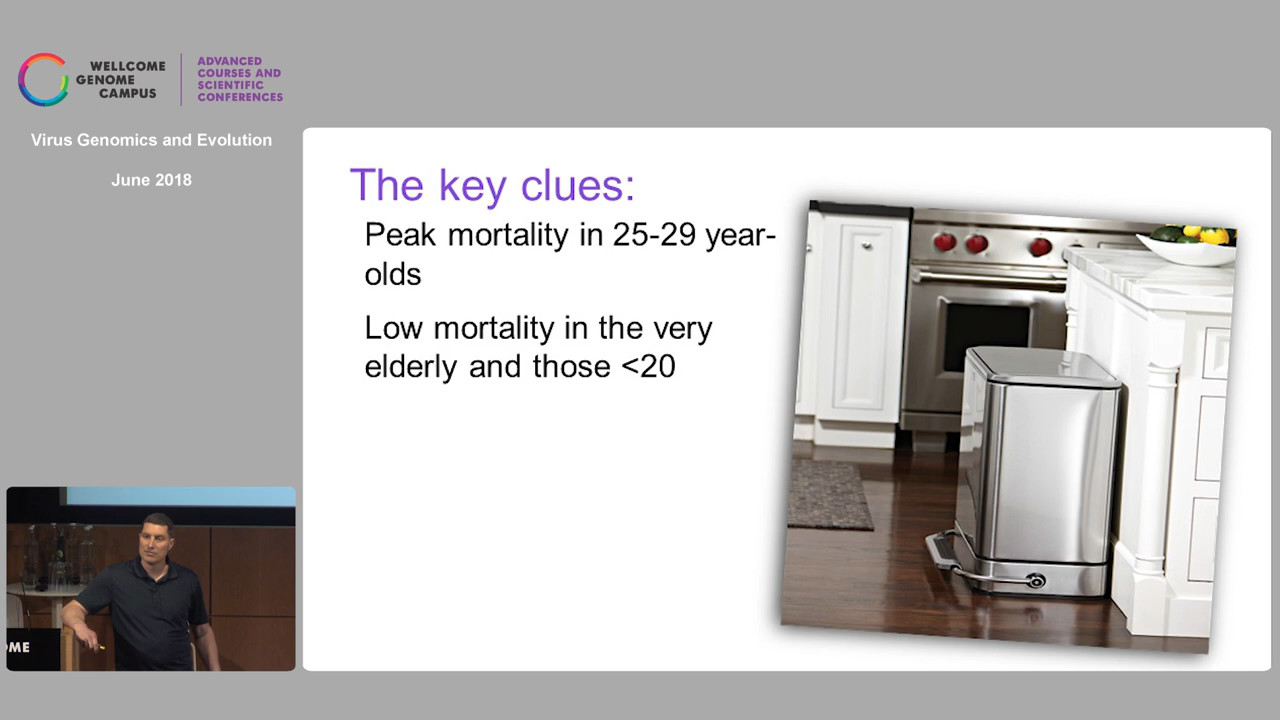 WELLCOME
GENOME
CAMPUS
ADVANCED
COURSES AND
SCIENTIFIC
CONFERENCES
Virus Genomics and Evolution
June 2018
The key clues:
Peak mortality in 25-29 year-
olds
Low mortality in the very
elderly and those <20
OME